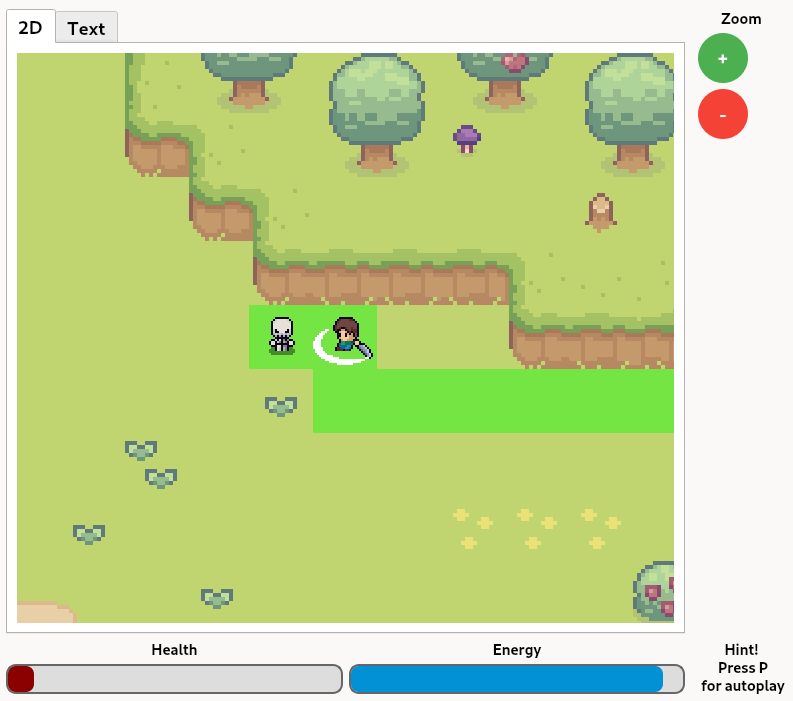 2D
Text
Zoom
+
-
Health
Energy
Hint!
Press P
for autoplay